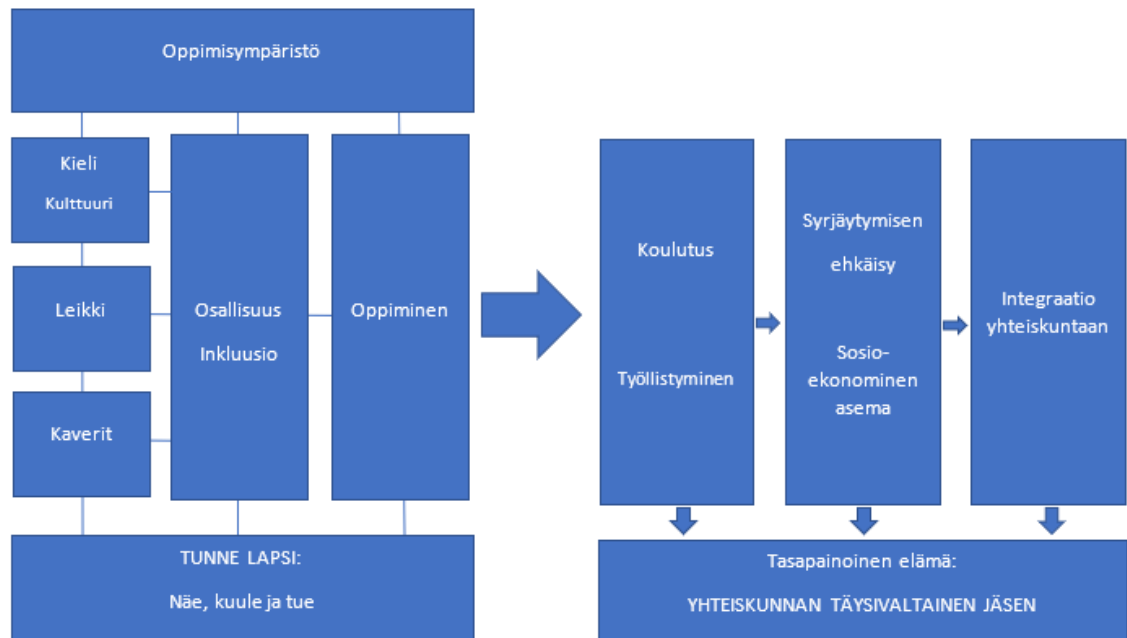 Oppimisympäristö
Kieli
Kulttuuri
Leikki
Kaverit
Osallisuus
Inkluusio
Oppiminen
TUNNE LAPSI:
Näe, kuule ja tue
Koulutus
Työllistyminen
Syrjäytymisen
ehkäisy
Sosio-
ekonominen
asema
Integraatio
yhteiskuntaan
Tasapainoinen elämä:
YHTEISKUNNAN TÄYSIVALTAINEN JÄSEN